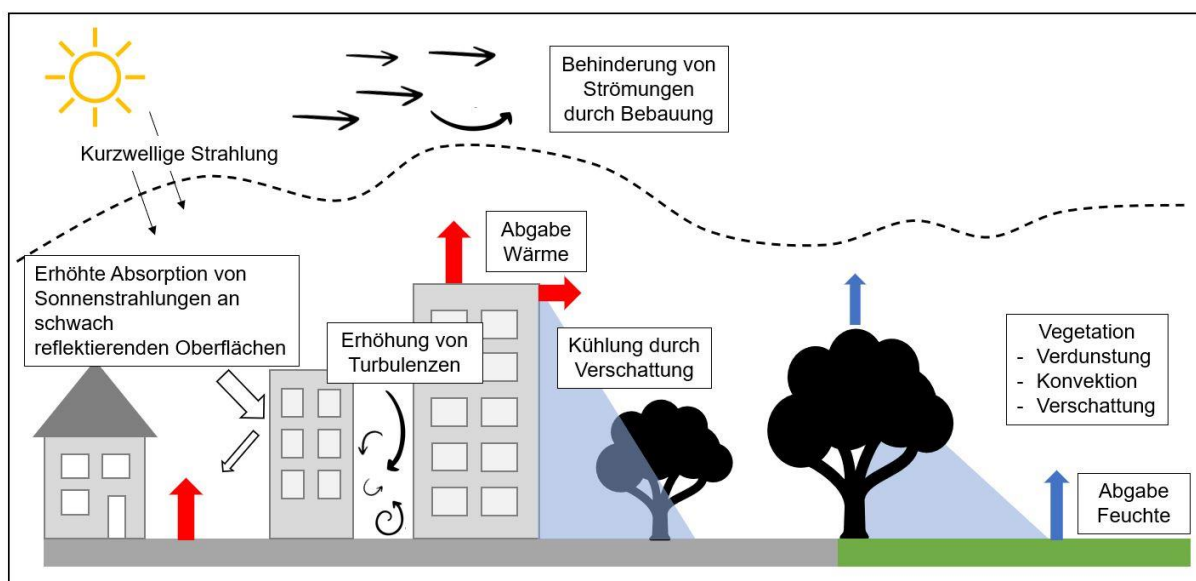 Behinderung von
Strömungen
durch Bebauung
Kurzwellige Strahlung
Abgabe
Wärme
Erhöhte Absorption von
Sonnenstrahlungen an
schwach
reflektierenden Oberflächen
Erhöhung von
Turbulenzen
Kühlung durch
Verschattung
Vegetation
- Verdunstung
- Konvektion
- Verschattung
Abgabe
Feuchte